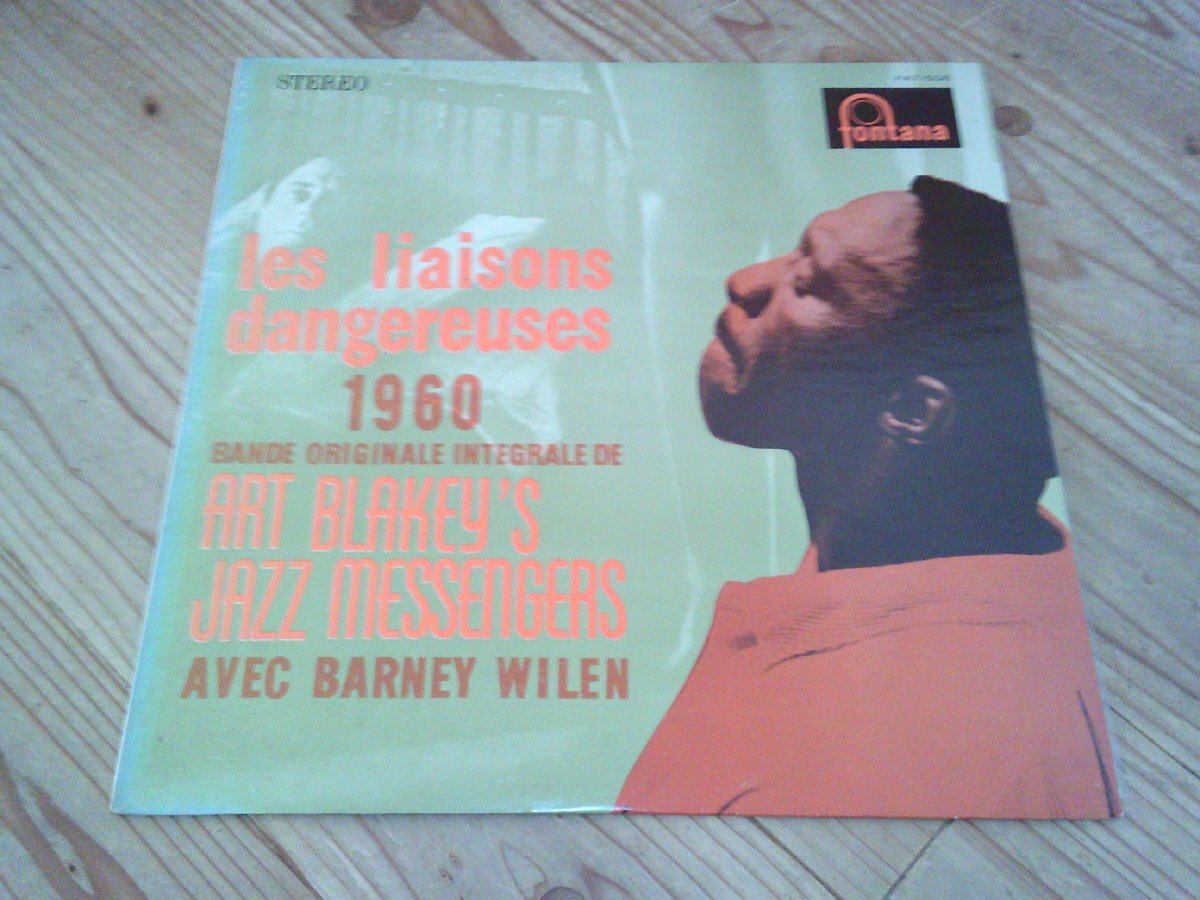 STEREO
fontana
les liaisons
dangereuses
1960
BANDE ORIGINALE INTEGRALE DE
ART BLAKEY'S
JAZZ MESSENGERS
AVEC BARNEY WILEN